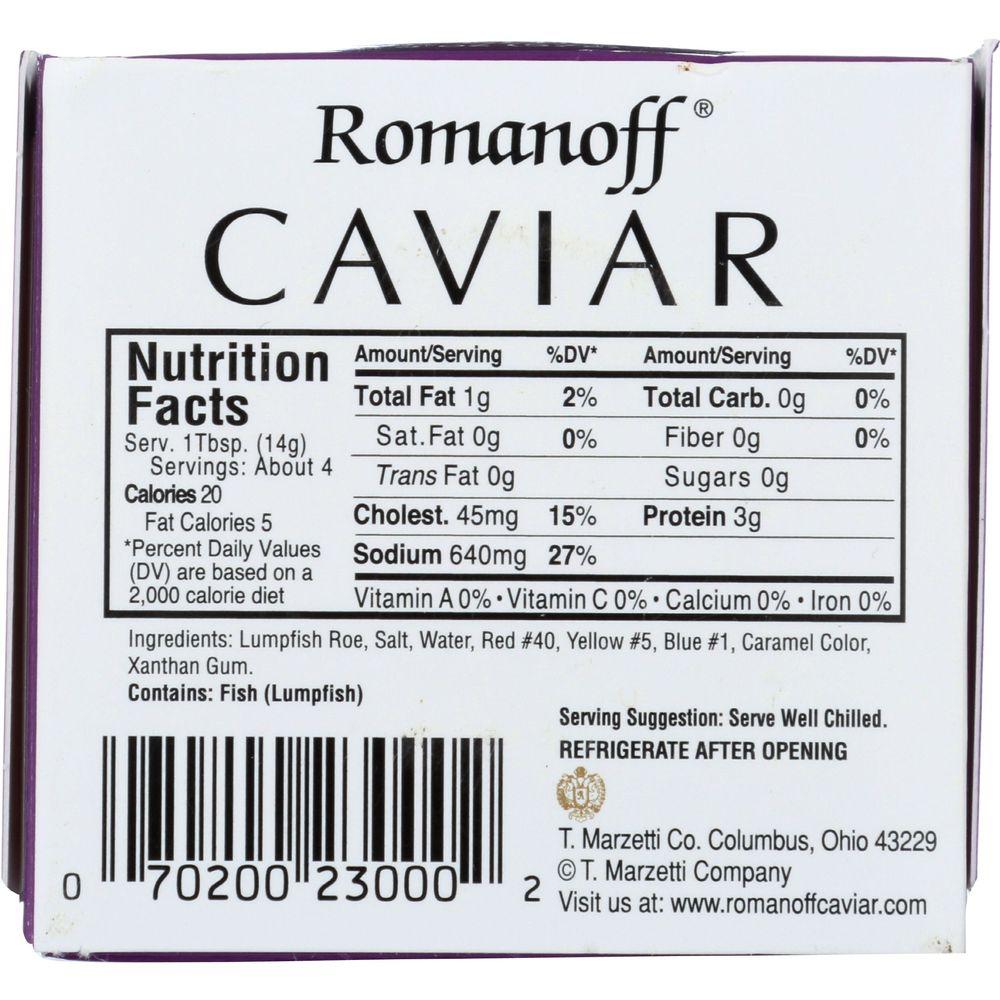 Romanoff®
CAVIAR
Nutrition
Facts
Serv. 1Tbsp. (14g)
Servings: About 4
Calories 20
Fat Calories 5
*Percent Daily Values
(DV) are based on a
2,000 calorie diet
Amount/Serving %DV* Amount/Serving %DV*
Total Fat 1g 2% Total Carb. 0g 0%
Sat.Fat 0g 0% Fiber 0g 0%
Trans Fat 0g Sugars 0g
Cholest. 45mg 15% Protein 3g
Sodium 640mg 27%
Vitamin A 0% • Vitamin C 0% • Calcium 0% • Iron 0%
Ingredients: Lumpfish Roe, Salt, Water, Red #40, Yellow #5, Blue #1, Caramel Color,
Xanthan Gum.
Contains: Fish (Lumpfish)
Serving Suggestion: Serve Well Chilled.
REFRIGERATE AFTER OPENING
T. Marzetti Co. Columbus, Ohio 43229
© T. Marzetti Company
Visit us at: www.romanoffcaviar.com
0 70200 23000 2